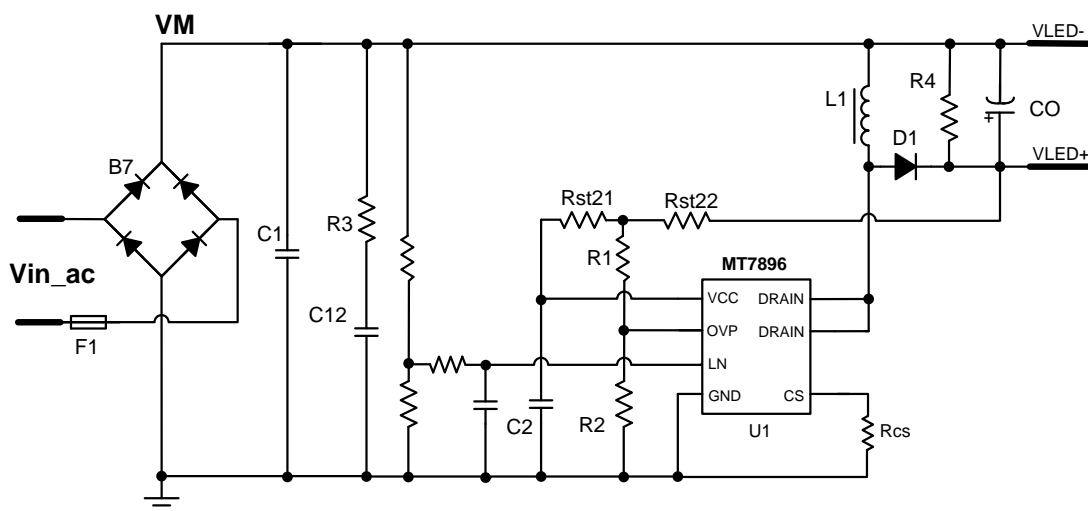 VM
VLED-
R4
L1
CO
+
D1
VLED+
B7
Rst21
Rst22
C1
R3
R1
MT7896
Vin_ac
VCC
DRAIN
C12
OVP
DRAIN
F1
LN
GND
CS
C2
R2
U1
Rcs